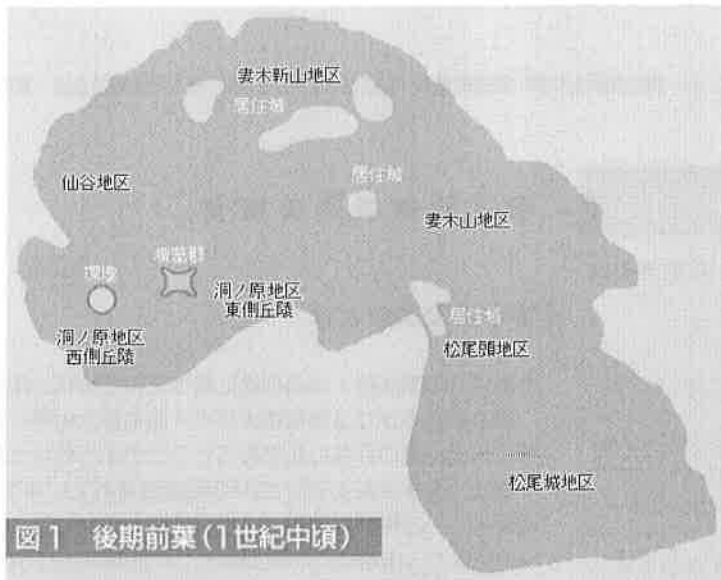 妻木新山地区
居住域
居住域
仙谷地区
妻木山地区
環壕
墳墓群
洞ノ原地区
東側丘陵
居住域
洞ノ原地区
西側丘陵
松尾頭地区
松尾城地区
図1 後期前葉（1世紀中頃）